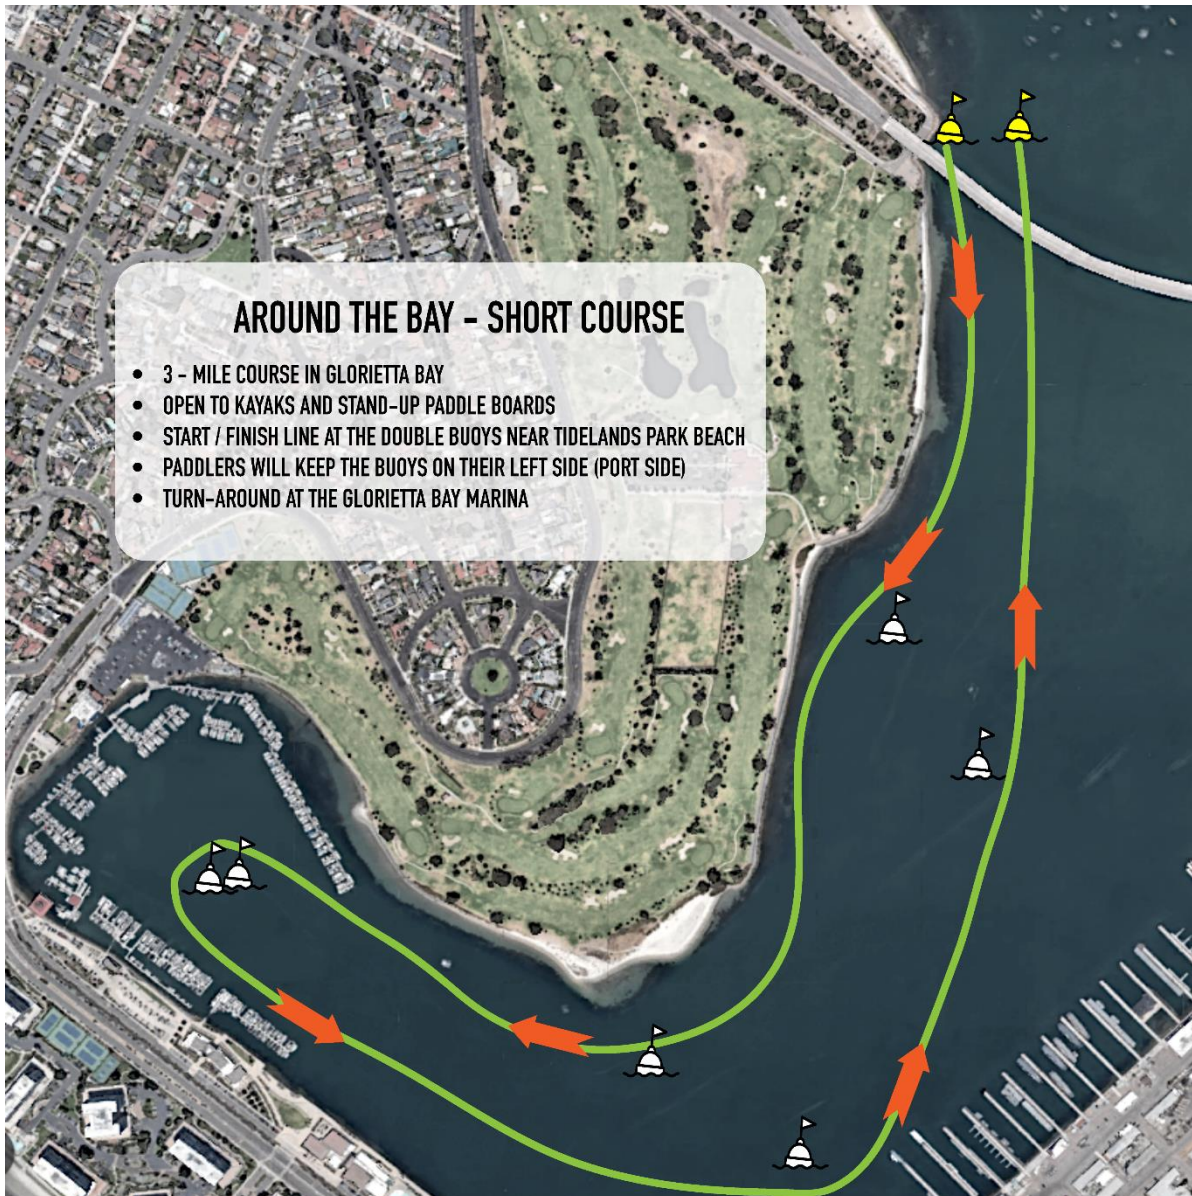 AROUND THE BAY - SHORT COURSE
• 3 - MILE COURSE IN GLORIETTA BAY
• OPEN TO KAYAKS AND STAND-UP PADDLE BOARDS
• START / FINISH LINE AT THE DOUBLE BUOYS NEAR TIDELANDS PARK BEACH
• PADDLERS WILL KEEP THE BUOYS ON THEIR LEFT SIDE (PORT SIDE)
• TURN-AROUND AT THE GLORIETTA BAY MARINA